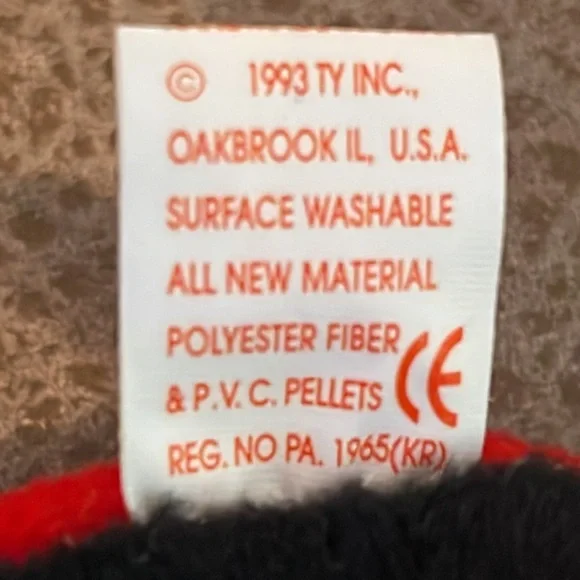 © 1993 TY INC.,
OAKBROOK IL, U.S.A.
SURFACE WASHABLE
ALL NEW MATERIAL
POLYESTER FIBER
& P.V.C. PELLETS CE
REG. NO PA. 1965(KR)